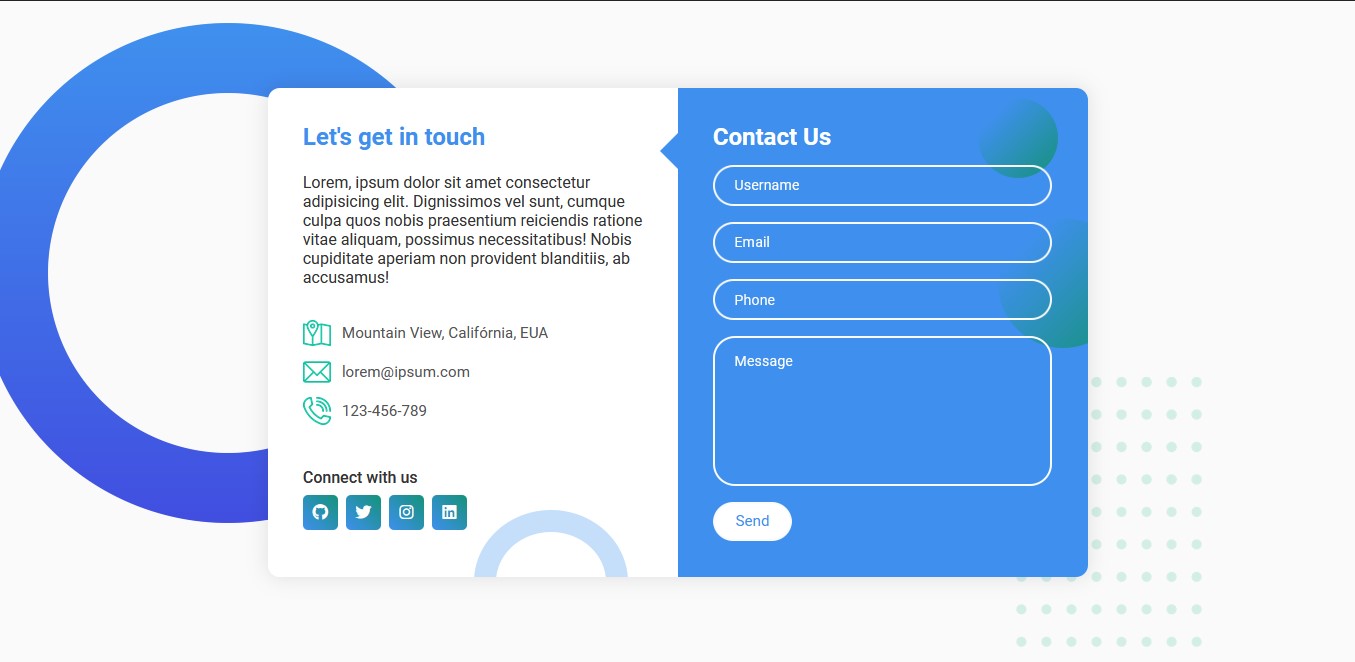 Let's get in touch
Lorem, ipsum dolor sit amet consectetur
adipisicing elit. Dignissimos vel sunt, cumque
culpa quos nobis praesentium reiciendis ratione
vitae aliquam, possimus necessitatibus! Nobis
cupiditate aperiam non provident blanditiis, ab
accusamus!
Mountain View, Califórnia, EUA
lorem@ipsum.com
123-456-789
Connect with us
in
Contact Us
Username
Email
Phone
Message
Send